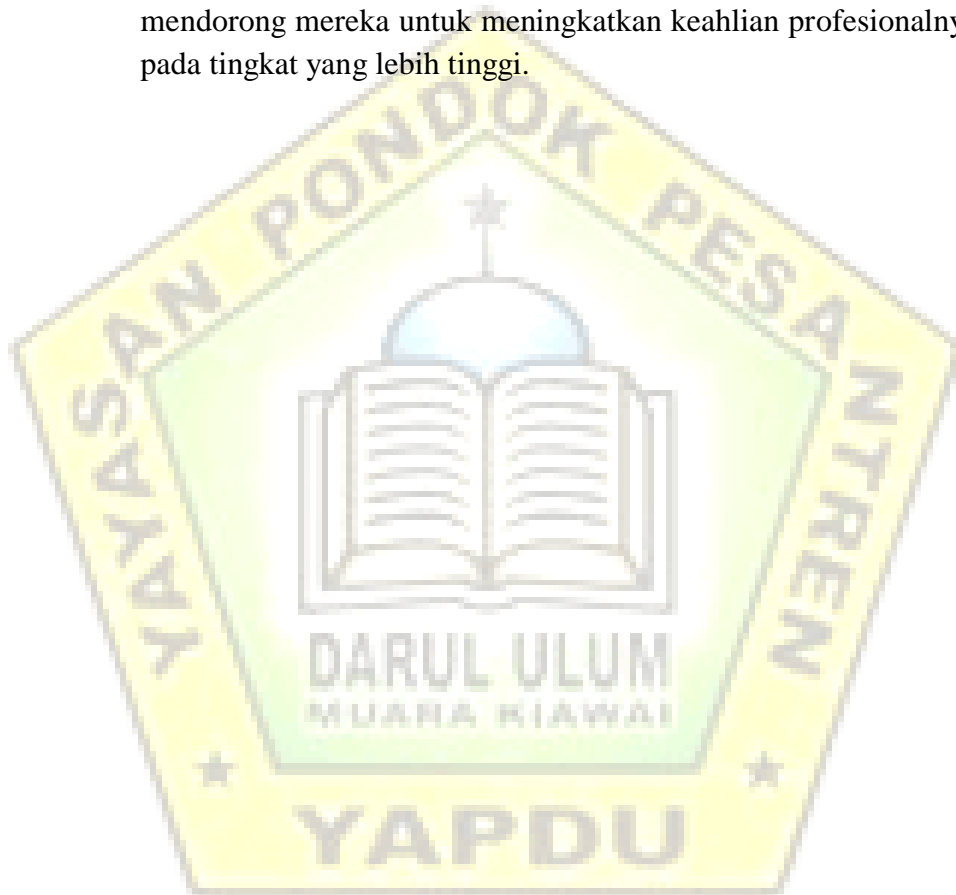 mendorong mereka untuk meningkatkan keahlian profesionalny
pada tingkat yang lebih tinggi.
YAYASAN PONDOK PESANTREN
DARUL ULUM
MUARA KIAWAI
YAPDU